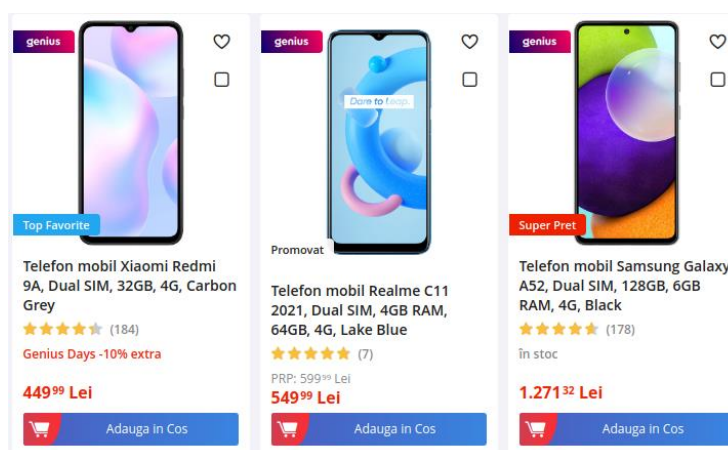 genius
Top Favorite
Telefon mobil Xiaomi Redmi
9A, Dual SIM, 32GB, 4G, Carbon
Grey
(184)
Genius Days -10% extra
449⁹⁹ Lei
Adauga in Cos
genius
Dare to Leap.
Promovat
Telefon mobil Realme C11
2021, Dual SIM, 4GB RAM,
64GB, 4G, Lake Blue
(7)
PRP: 599⁹⁹ Lei
549⁹⁹ Lei
Adauga in Cos
genius
Super Pret
Telefon mobil Samsung Galaxy
A52, Dual SIM, 128GB, 6GB
RAM, 4G, Black
(178)
în stoc
1.271³² Lei
Adauga in Cos